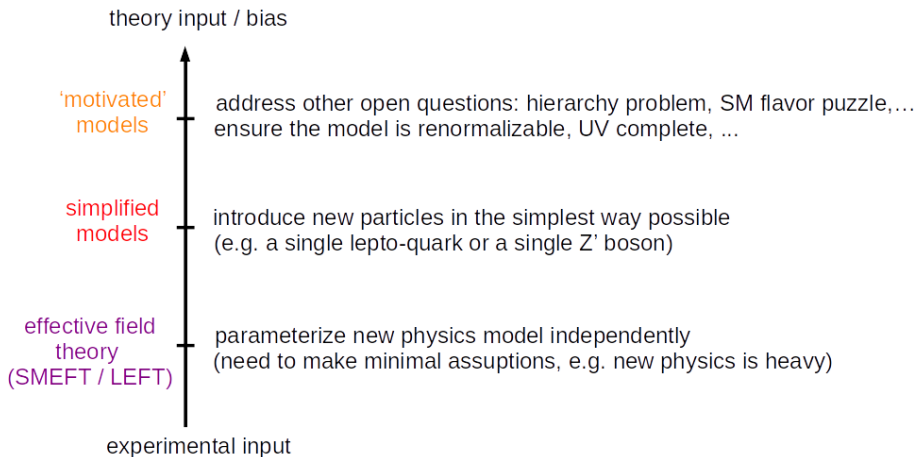 theory input / bias
‘motivated’
models
address other open questions: hierarchy problem, SM flavor puzzle,...
ensure the model is renormalizable, UV complete, ...
simplified
models
introduce new particles in the simplest way possible
(e.g. a single lepto-quark or a single Z’ boson)
effective field
theory
(SMEFT / LEFT)
parameterize new physics model independently
(need to make minimal assuptions, e.g. new physics is heavy)
experimental input